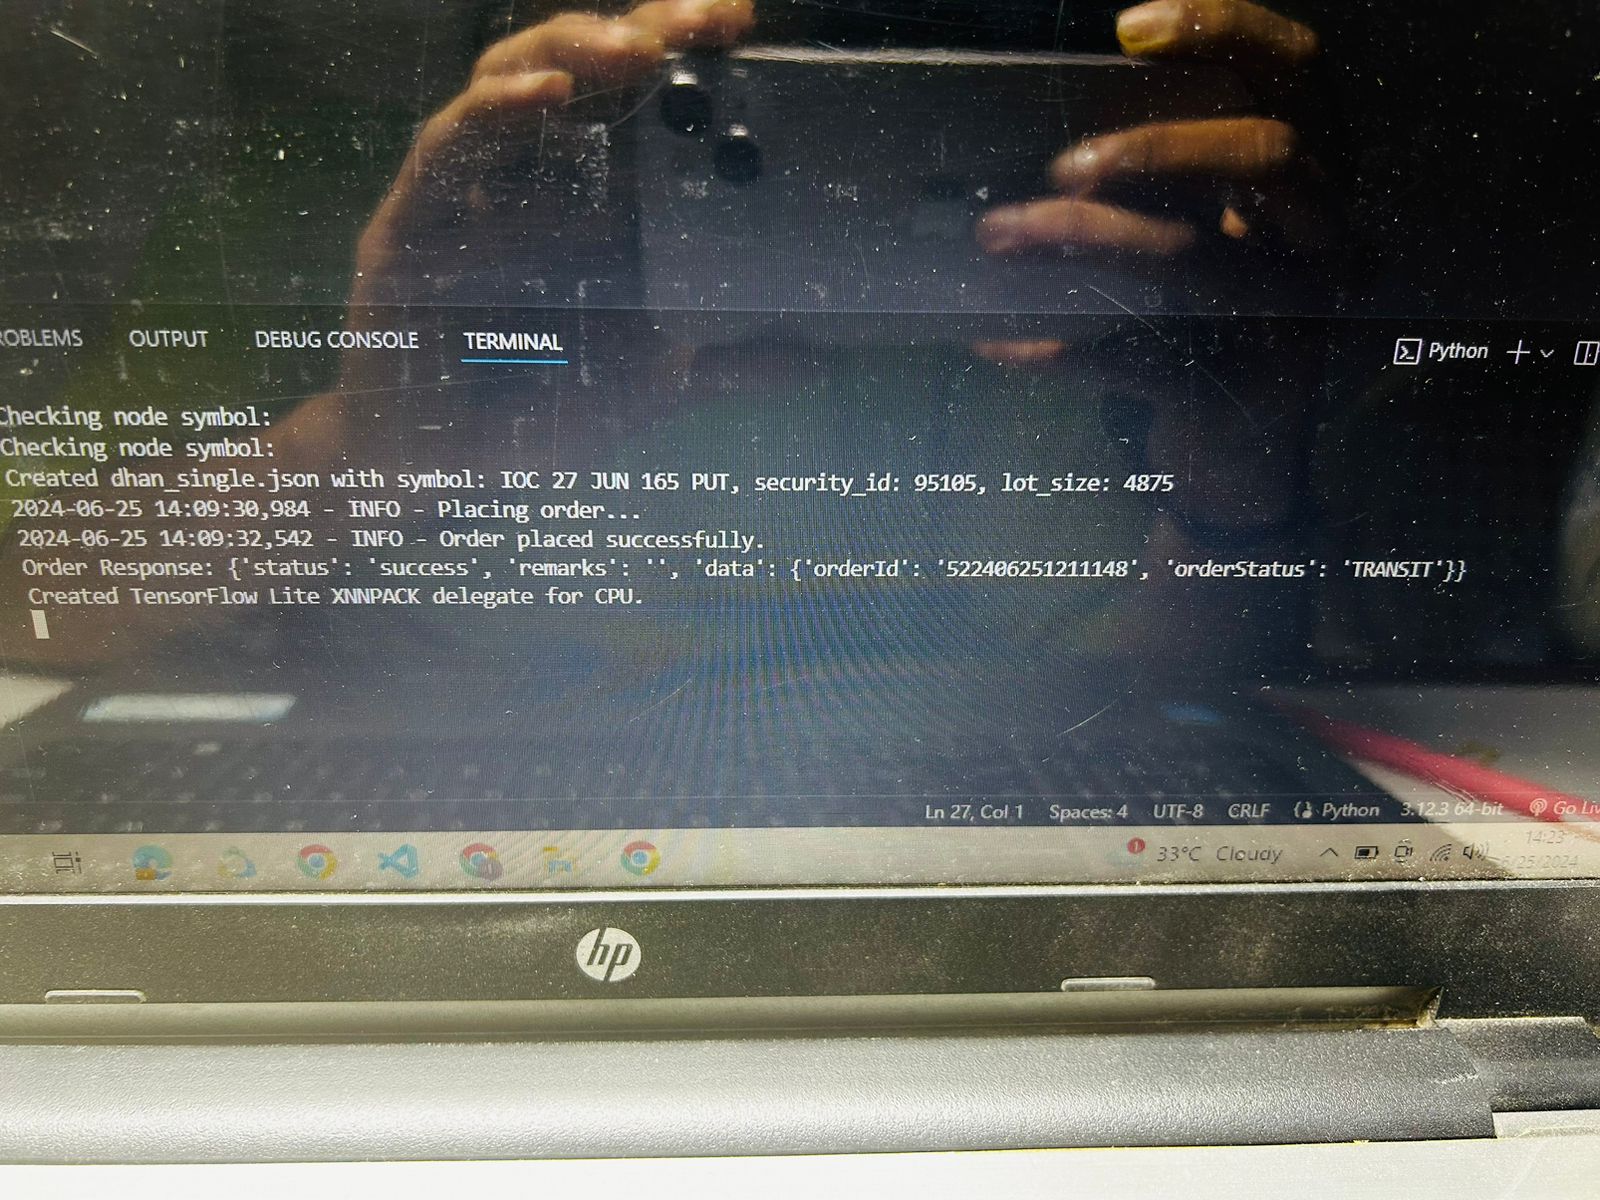 ROBLEMS OUTPUT DEBUG CONSOLE TERMINAL Python
Checking node symbol:
Checking node symbol:
Created dhan_single.json with symbol: IOC 27 JUN 165 PUT, security_id: 95105, lot_size: 4875
2024-06-25 14:09:30,984 - INFO - Placing order...
2024-06-25 14:09:32,542 - INFO - Order placed successfully.
Order Response: {'status': 'success', 'remarks': '', 'data': {'orderId': '522406251211148', 'orderStatus': 'TRANSIT'}}
Created TensorFlow Lite XNNPACK delegate for CPU.
Ln 27, Col 1 Spaces: 4 UTF-8 CRLF Python 3.12.3 64-bit Go Liv
1 33°C Cloudy 14:23
6/25/2024
hp